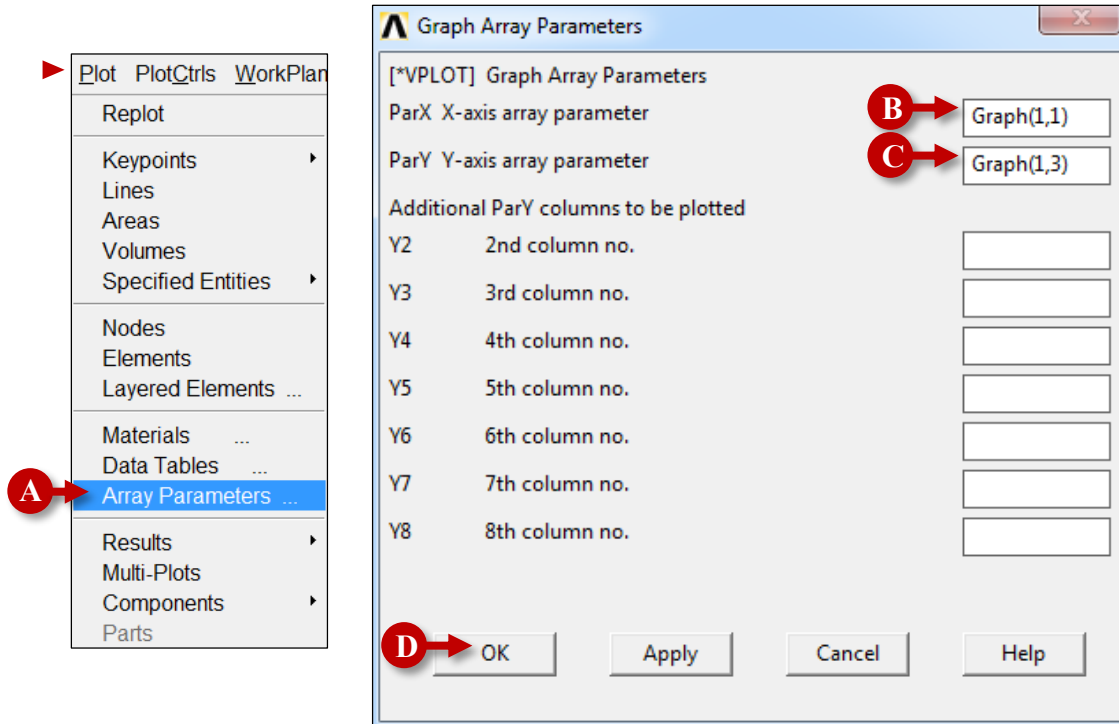 Plot PlotCtrls WorkPlan
Replot
Keypoints
Lines
Areas
Volumes
Specified Entities
Nodes
Elements
Layered Elements ...
Materials ...
Data Tables ...
A
Array Parameters ...
Results
Multi-Plots
Components
Parts
Graph Array Parameters
[*VPLOT] Graph Array Parameters
ParX X-axis array parameter
B
Graph(1,1)
ParY Y-axis array parameter
C
Graph(1,3)
Additional ParY columns to be plotted
Y2 2nd column no.
Y3 3rd column no.
Y4 4th column no.
Y5 5th column no.
Y6 6th column no.
Y7 7th column no.
Y8 8th column no.
D
OK Apply Cancel Help